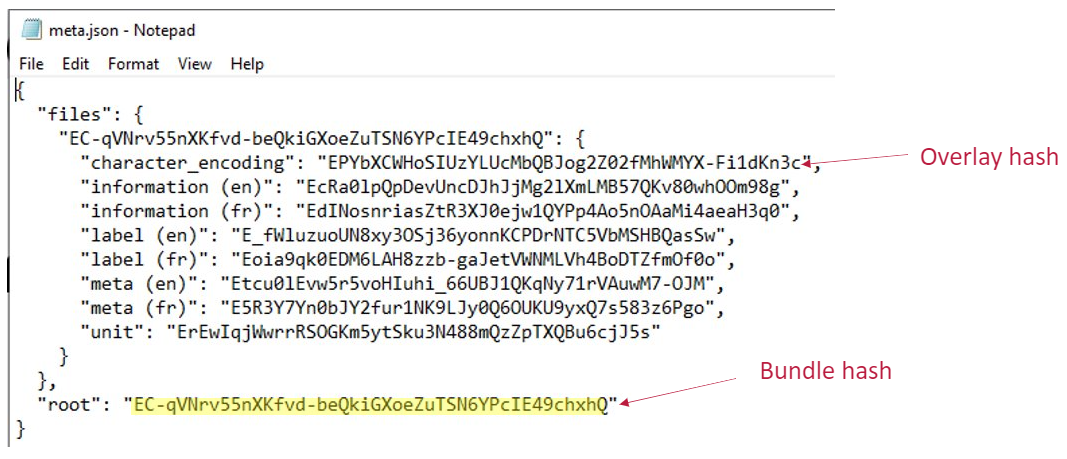 meta.json - Notepad
File Edit Format View Help
{
"files": {
"EC-qVNrv55nXKfvd-beQkiGXoeZuTSN6YPcIE49chxhQ": {
"character_encoding": "EPYbXCWHoSIUzYLUcMbQBJog2Z02fMhWMYX-Fi1dKn3c",
Overlay hash
"information (en)": "EcRa0lpQpDevUncDJhJjMg2lXmLMB57QKv80whOOm98g",
"information (fr)": "EdINosnriasZtR3XJ0ejw1QYPp4Ao5nOAaMi4aeaH3q0",
"label (en)": "E_fWluzuoUN8xy3OSj36yonnKCPDrNTC5VbMSHBQasSw",
"label (fr)": "Eoia9qk0EDM6LAH8zzb-gaJetVWNMLVh4BoDTZfmOf0o",
"meta (en)": "Etcu0lEvw5r5voHIuhi_66UBJ1QKqNy71rVAuwM7-OJM",
"meta (fr)": "E5R3Y7Yn0bJY2fur1NK9LJy0Q6OUKU9yxQ7s583z6Pgo",
"unit": "ErEwIqjWwrrRSOGKm5ytSku3N488mQzZpTXQBu6cjJ5s"
}
},
Bundle hash
"root": "EC-qVNrv55nXKfvd-beQkiGXoeZuTSN6YPcIE49chxhQ"
}